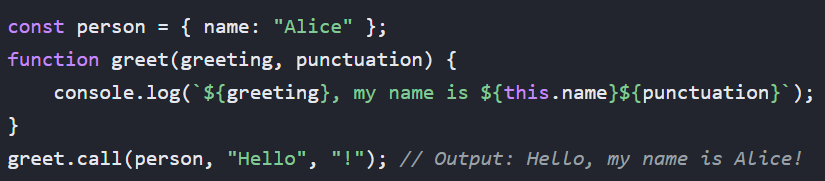 const person = { name: "Alice" };
function greet(greeting, punctuation) {
    console.log(`${greeting}, my name is ${this.name}${punctuation}`);
}
greet.call(person, "Hello", "!"); // Output: Hello, my name is Alice!